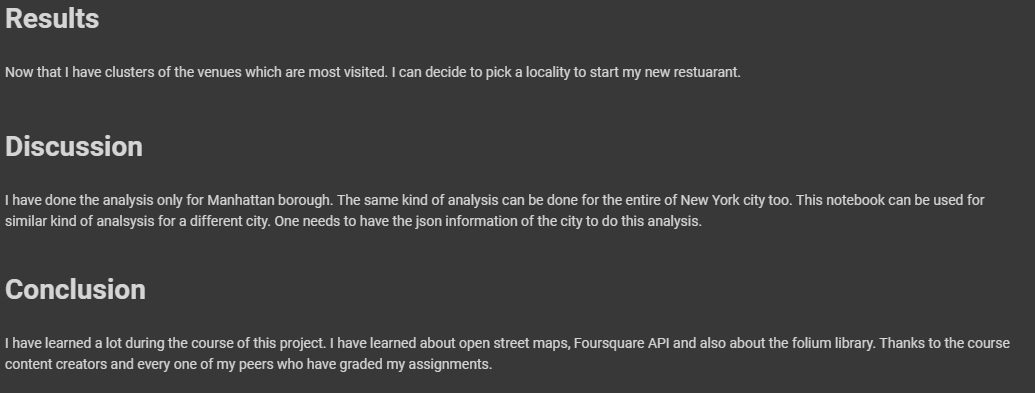 Results
Now that I have clusters of the venues which are most visited. I can decide to pick a locality to start my new restuarant.
Discussion
I have done the analysis only for Manhattan borough. The same kind of analysis can be done for the entire of New York city too. This notebook can be used for
similar kind of analsysis for a different city. One needs to have the json information of the city to do this analysis.
Conclusion
I have learned a lot during the course of this project. I have learned about open street maps, Foursquare API and also about the folium library. Thanks to the course
content creators and every one of my peers who have graded my assignments.